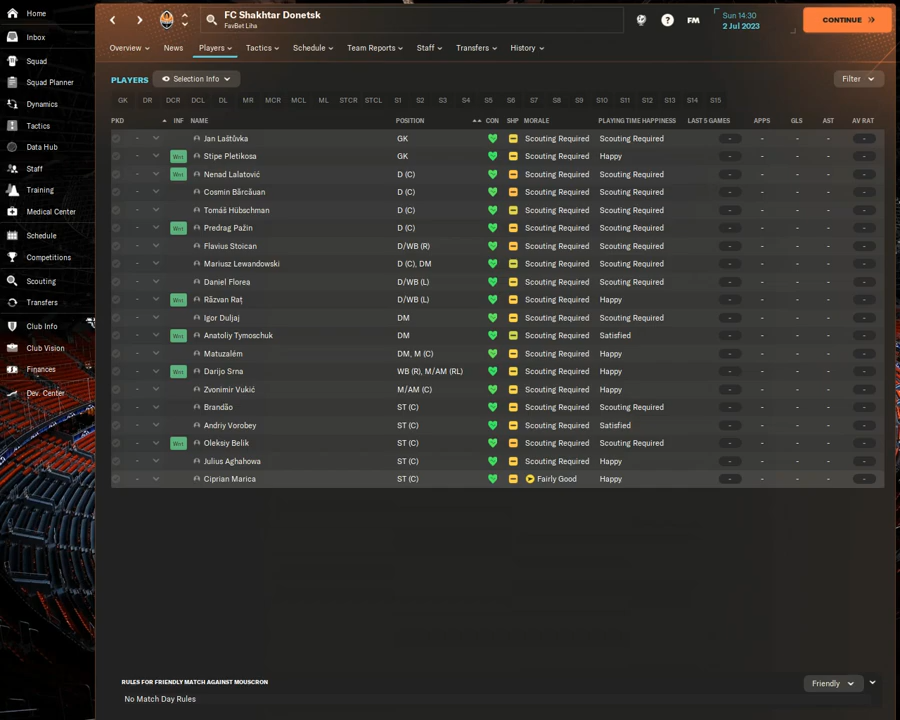 Home
Inbox
Squad
Squad Planner
Dynamics
Tactics
Data Hub
Staff
Training
Medical Center
Schedule
Competitions
Scouting
Transfers
Club Info
Club Vision
Finances
Dev. Center
FC Shakhtar Donetsk
FavBet Liha
?
FM
Sun 14:30
2 Jul 2023
CONTINUE
Overview News Players Tactics Schedule Team Reports Staff Transfers History
PLAYERS Selection Info Filter
GK DR DCR DCL DL MR MCR MCL ML STCR STCL S1 S2 S3 S4 S5 S6 S7 S8 S9 S10 S11 S12 S13 S14 S15
PKD INF NAME POSITION CON SHP MORALE PLAYING TIME HAPPINESS LAST 5 GAMES APPS GLS AST AV RAT
- Jan Laštůvka GK Scouting Required Scouting Required - - - - -
- Wnt Stipe Pletikosa GK Scouting Required Happy - - - - -
- Wnt Nenad Lalatović D (C) Scouting Required Scouting Required - - - - -
- Cosmin Bărcăuan D (C) Scouting Required Scouting Required - - - - -
- Tomáš Hübschman D (C) Scouting Required Scouting Required - - - - -
- Wnt Predrag Pažin D (C) Scouting Required Scouting Required - - - - -
- Flavius Stoican D/WB (R) Scouting Required Scouting Required - - - - -
- Mariusz Lewandowski D (C), DM Scouting Required Scouting Required - - - - -
- Daniel Florea D/WB (L) Scouting Required Scouting Required - - - - -
- Wnt Răzvan Raț D/WB (L) Scouting Required Happy - - - - -
- Igor Duljaj DM Scouting Required Scouting Required - - - - -
- Wnt Anatoliy Tymoschuk DM Scouting Required Satisfied - - - - -
- Matuzalém DM, M (C) Scouting Required Happy - - - - -
- Wnt Darijo Srna WB (R), M/AM (RL) Scouting Required Happy - - - - -
- Zvonimir Vukić M/AM (C) Scouting Required Happy - - - - -
- Brandão ST (C) Scouting Required Scouting Required - - - - -
- Andriy Vorobey ST (C) Scouting Required Satisfied - - - - -
- Wnt Oleksiy Belik ST (C) Scouting Required Scouting Required - - - - -
- Julius Aghahowa ST (C) Scouting Required Happy - - - - -
- Ciprian Marica ST (C) Fairly Good Happy - - - - -
RULES FOR FRIENDLY MATCH AGAINST MOUSCRON
Friendly
No Match Day Rules